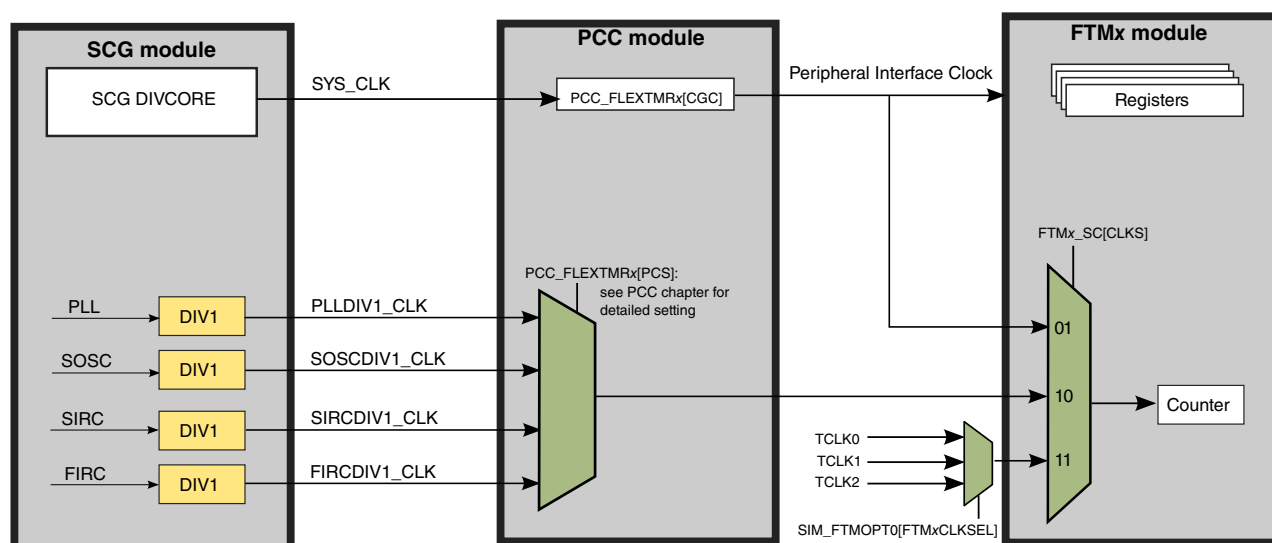 SCG module
PCC module
FTMx module
SCG DIVCORE
SYS_CLK
PCC_FLEXTMRx[CGC]
Peripheral Interface Clock
Registers
FTMx_SC[CLKS]
PCC_FLEXTMRx[PCS]:
see PCC chapter for
detailed setting
PLL
DIV1
PLLDIV1_CLK
01
SOSC
DIV1
SOSCDIV1_CLK
10
Counter
SIRC
DIV1
SIRCDIV1_CLK
TCLK0
TCLK1
TCLK2
11
FIRC
DIV1
FIRCDIV1_CLK
SIM_FTMOPT0[FTMxCLKSEL]